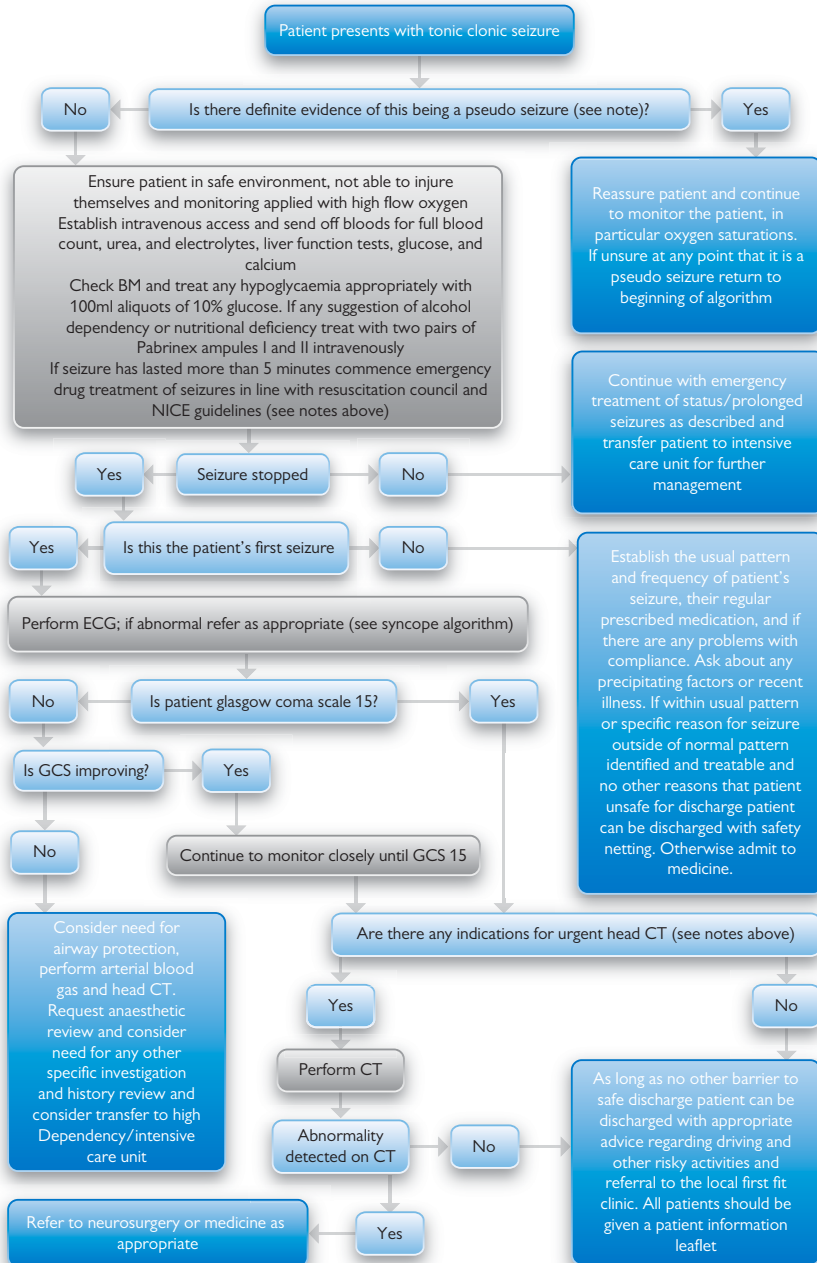 Patient presents with tonic clonic seizure
No
Is there definite evidence of this being a pseudo seizure (see note)?
Yes
Ensure patient in safe environment, not able to injure
themselves and monitoring applied with high flow oxygen
Establish intravenous access and send off bloods for full blood
count, urea, and electrolytes, liver function tests, glucose, and
calcium
Check BM and treat any hypoglycaemia appropriately with
100ml aliquots of 10% glucose. If any suggestion of alcohol
dependency or nutritional deficiency treat with two pairs of
Pabrinex ampules I and II intravenously
If seizure has lasted more than 5 minutes commence emergency
drug treatment of seizures in line with resuscitation council and
NICE guidelines (see notes above)
Reassure patient and continue
to monitor the patient, in
particular oxygen saturations.
If unsure at any point that it is a
pseudo seizure return to
beginning of algorithm
Yes
Seizure stopped
No
Continue with emergency
treatment of status/prolonged
seizures as described and
transfer patient to intensive
care unit for further
management
Yes
Is this the patient's first seizure
No
Establish the usual pattern
and frequency of patient's
seizure, their regular
prescribed medication, and if
there are any problems with
compliance. Ask about any
precipitating factors or recent
illness. If within usual pattern
or specific reason for seizure
outside of normal pattern
identified and treatable and
no other reasons that patient
unsafe for discharge patient
can be discharged with safety
netting. Otherwise admit to
medicine.
Perform ECG; if abnormal refer as appropriate (see syncope algorithm)
No
Is patient glasgow coma scale 15?
Yes
Is GCS improving?
Yes
No
Continue to monitor closely until GCS 15
Consider need for
airway protection,
perform arterial blood
gas and head CT.
Request anaesthetic
review and consider
need for any other
specific investigation
and history review and
consider transfer to high
Dependency/intensive
care unit
Are there any indications for urgent head CT (see notes above)
Yes
No
Perform CT
Abnormality
detected on CT
No
As long as no other barrier to
safe discharge patient can be
discharged with appropriate
advice regarding driving and
other risky activities and
referral to the local first fit
clinic. All patients should be
given a patient information
leaflet
Refer to neurosurgery or medicine as
appropriate
Yes